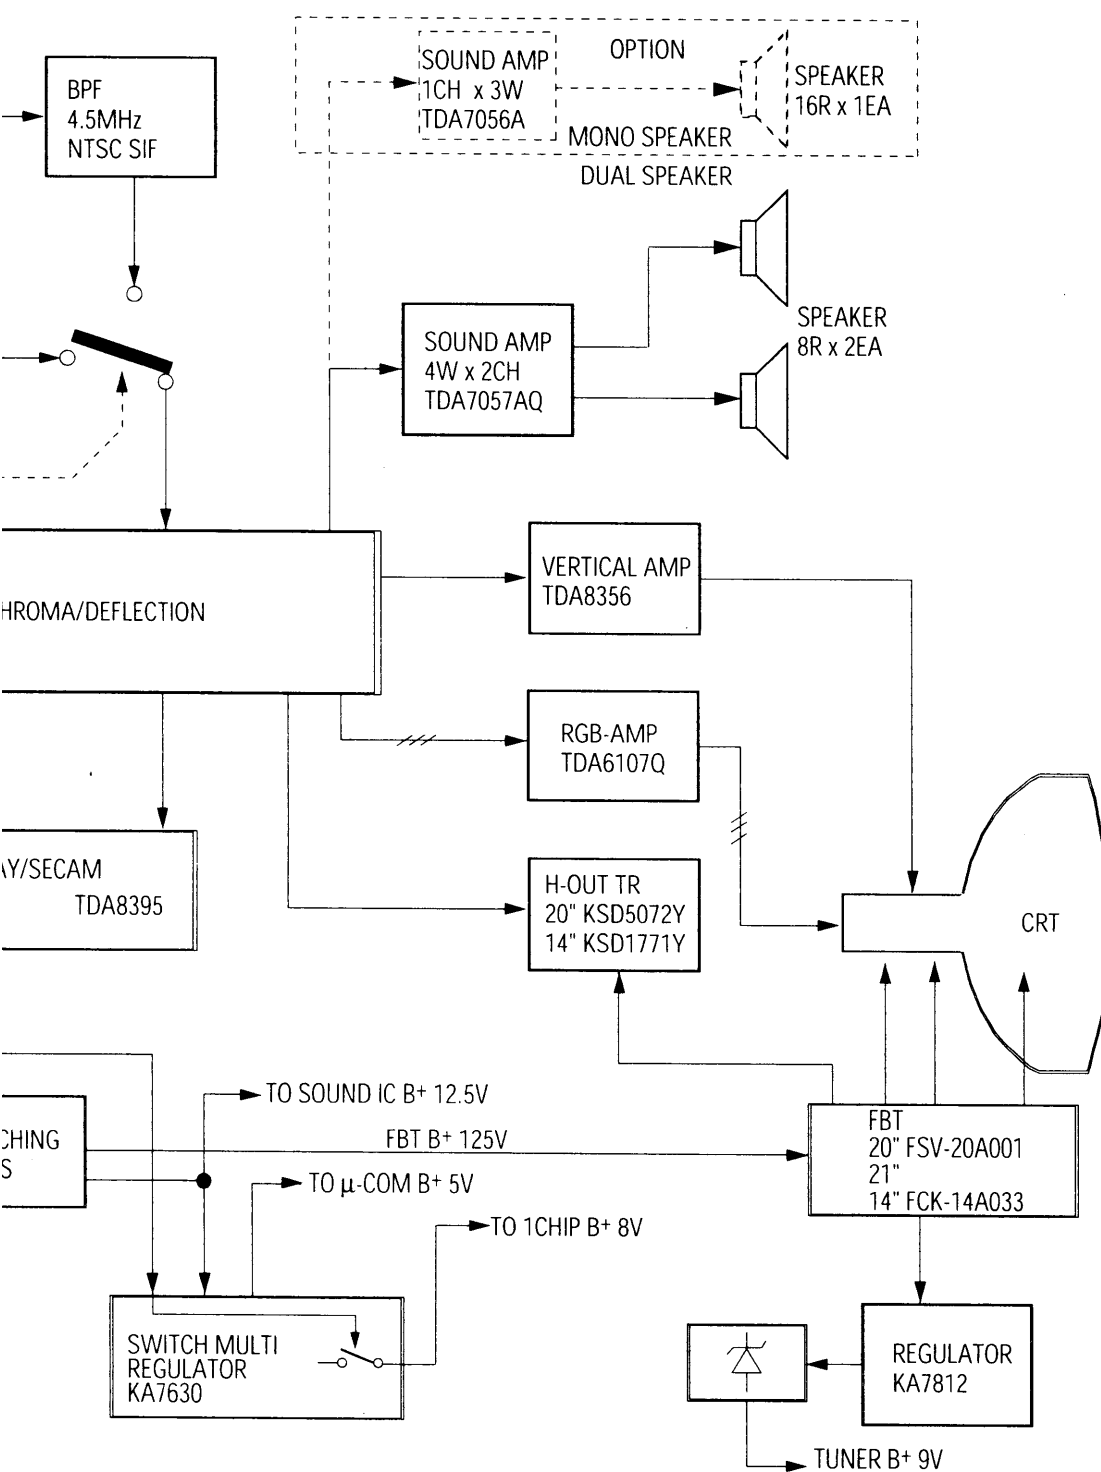 BPF
4.5MHz
NTSC SIF
SOUND AMP
1CH x 3W
TDA7056A
OPTION
SPEAKER
16R x 1EA
MONO SPEAKER
DUAL SPEAKER
SOUND AMP
4W x 2CH
TDA7057AQ
SPEAKER
8R x 2EA
HROMA/DEFLECTION
VERTICAL AMP
TDA8356
RGB-AMP
TDA6107Q
AY/SECAM
TDA8395
H-OUT TR
20" KSD5072Y
14" KSD1771Y
CRT
TO SOUND IC B+ 12.5V
CHING
S
FBT B+ 125V
TO μ-COM B+ 5V
TO 1CHIP B+ 8V
FBT
20" FSV-20A001
21"
14" FCK-14A033
SWITCH MULTI
REGULATOR
KA7630
REGULATOR
KA7812
TUNER B+ 9V